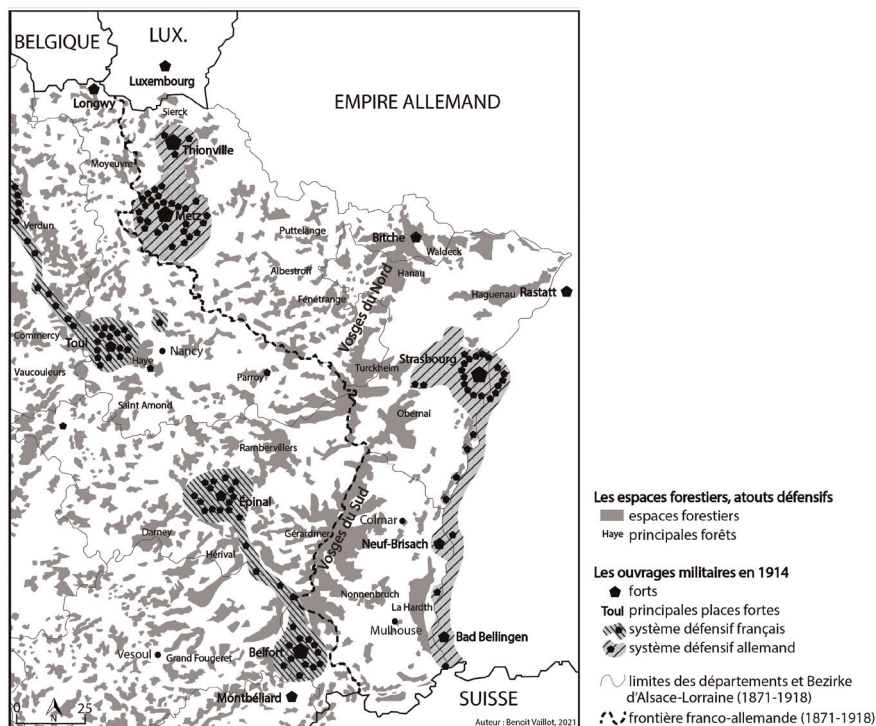 BELGIQUE
LUX.
Luxembourg
Longwy
EMPIRE ALLEMAND
Sierck
Thionville
Moyeuvre
Metz
Verdun
Puttelange
Bitche
Waldeck
Albestroff
Hanau
Fénétrange
Haguenau
Rastatt
Vosges du Nord
Commercy
Toul
Haye
Nancy
Strasbourg
Vaucouleurs
Parroy
Turckheim
Saint Amond
Obernai
Rambervillers
Épinal
Vosges du Sud
Colmar
Darney
Gérardmer
Neuf-Brisach
Hérival
Nonnenbruch
La Hardth
Mulhouse
Bad Bellingen
Vesoul
Grand Fougeret
Belfort
Montbéliard
SUISSE
0 N 25
Auteur : Benoit Vaillot, 2021
Les espaces forestiers, atouts défensifs
espaces forestiers
Haye principales forêts
Les ouvrages militaires en 1914
forts
Toul principales places fortes
système défensif français
système défensif allemand
limites des départements et Bezirke
d'Alsace-Lorraine (1871-1918)
frontière franco-allemande (1871-1918)